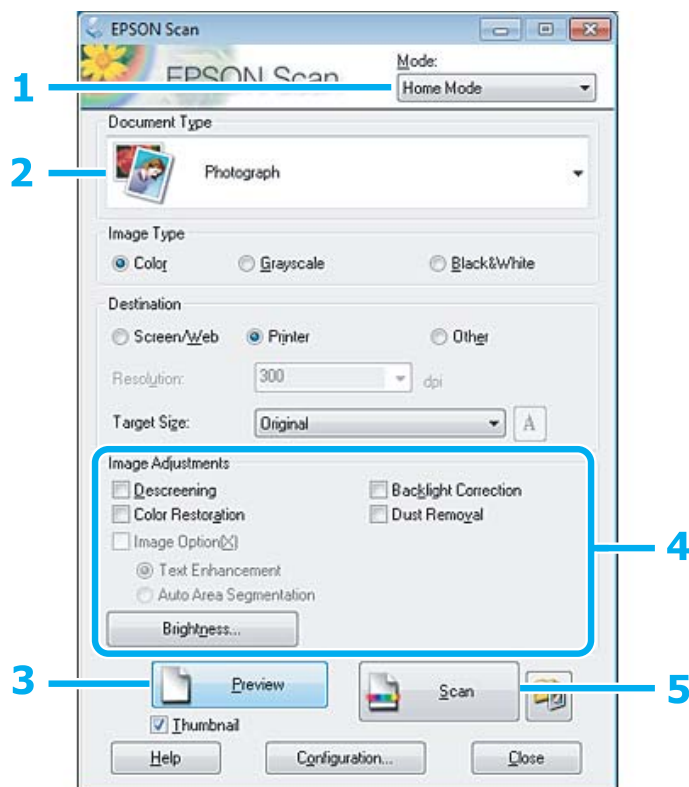 EPSON Scan
EPSON Scan
Mode:
1
Home Mode
Document Type
2
Photograph
Image Type
Color
Grayscale
Black&White
Destination
Screen/Web
Printer
Other
Resolution:
300
dpi
Target Size:
Original
A
Image Adjustments
Descreening
Backlight Correction
Color Restoration
Dust Removal
Image Option(X)
4
Text Enhancement
Auto Area Segmentation
Brightness...
3
Preview
Scan
5
Thumbnail
Help
Configuration...
Close